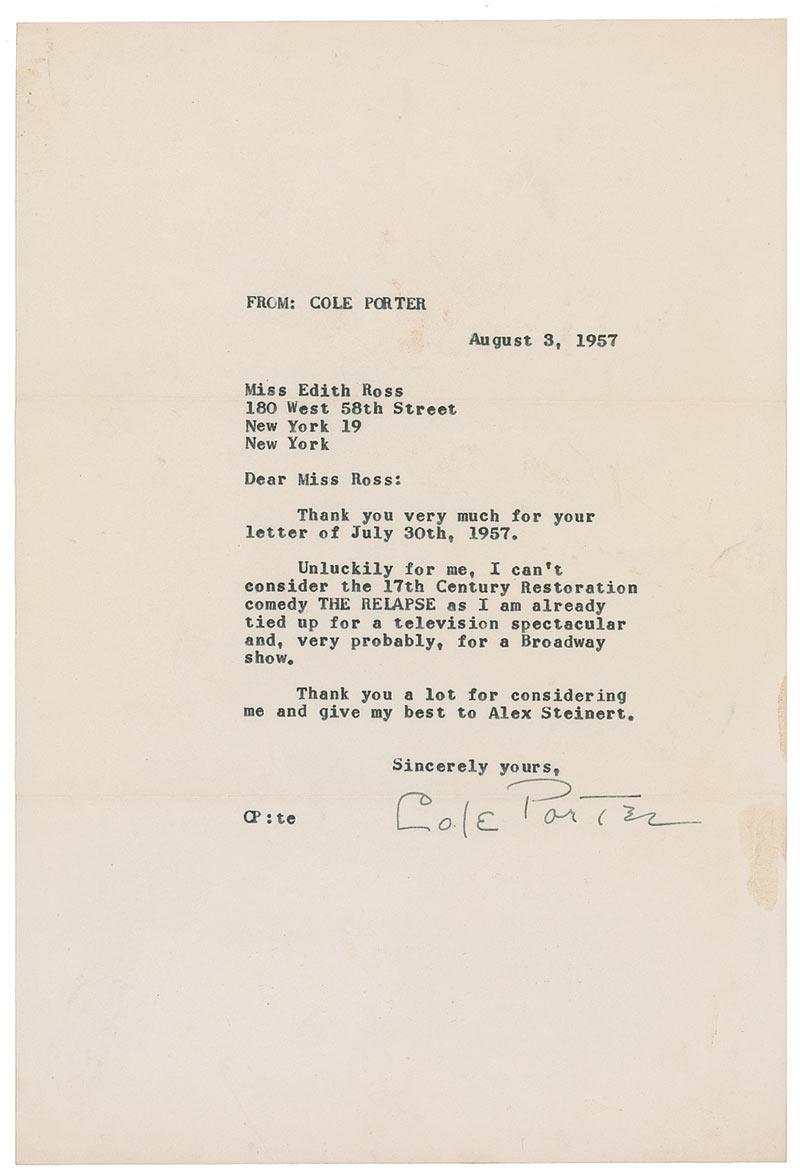 FROM: COLE PORTER
August 3, 1957
Miss Edith Ross
180 West 58th Street
New York 19
New York
Dear Miss Ross:
Thank you very much for your
letter of July 30th, 1957.
Unluckily for me, I can't
consider the 17th Century Restoration
comedy THE RELAPSE as I am already
tied up for a television spectacular
and, very probably, for a Broadway
show.
Thank you a lot for considering
me and give my best to Alex Steinert.
Sincerely yours,
Cole Porter
CP:te